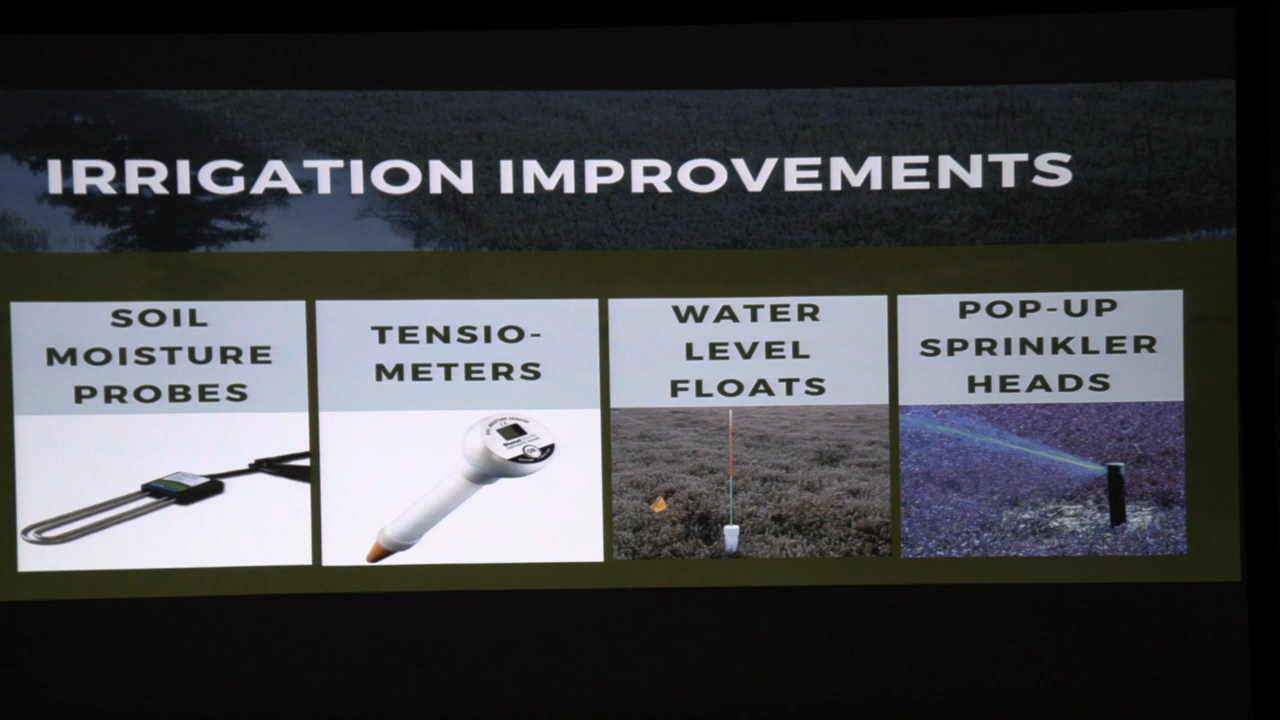 IRRIGATION IMPROVEMENTS
SOIL
MOISTURE
PROBES
TENSIO-
METERS
WATER
LEVEL
FLOATS
POP-UP
SPRINKLER
HEADS